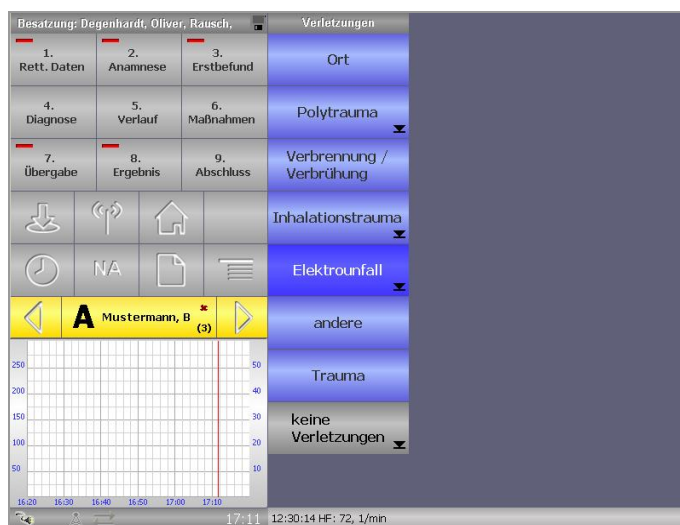 Besatzung: Degenhardt, Oliver, Rausch,
Verletzungen
1.
Rett. Daten
2.
Anamnese
3.
Erstbefund
4.
Diagnose
5.
Verlauf
6.
Maßnahmen
7.
Übergabe
8.
Ergebnis
9.
Abschluss
NA
A Mustermann, B
(3)
250
200
150
100
50
50
40
30
20
10
16:20 16:30 16:40 16:50 17:00 17:10
17:11
Ort
Polytrauma
Verbrennung /
Verbrühung
Inhalationstrauma
Elektrounfall
andere
Trauma
keine
Verletzungen
12:30:14 HF: 72, 1/min